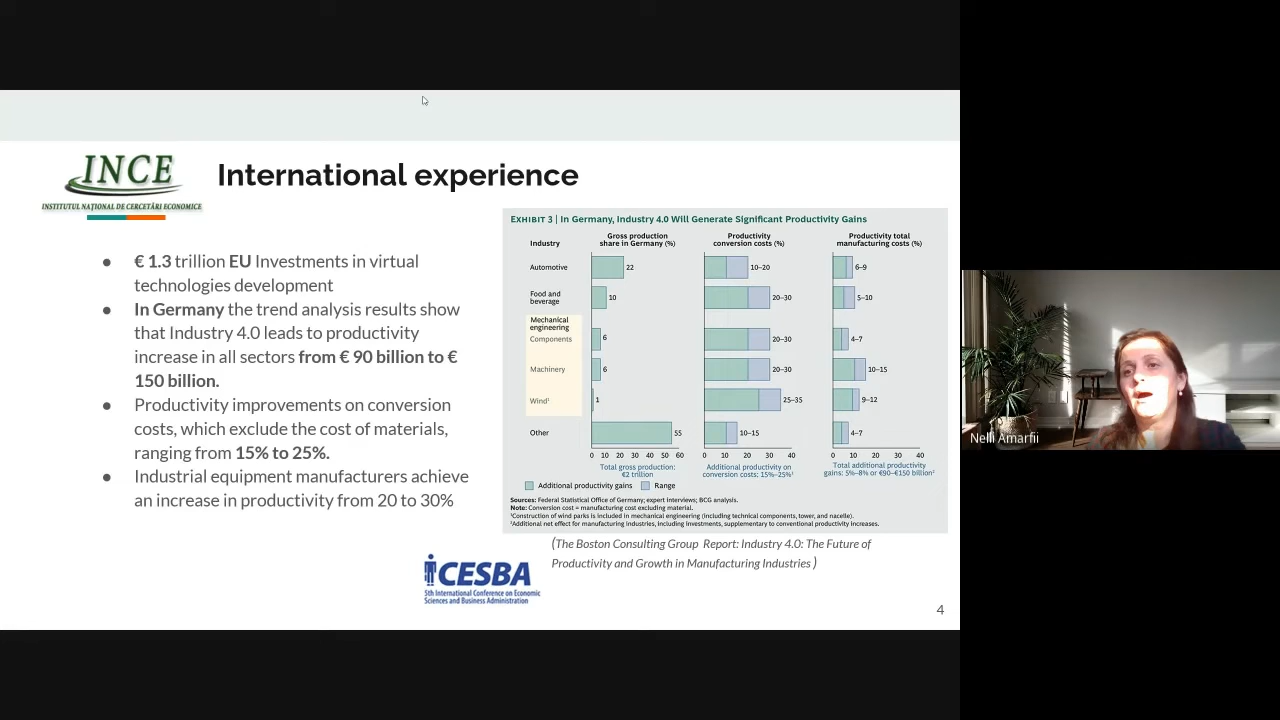 INCE
INSTITUTUL NAȚIONAL DE CERCETĂRI ECONOMICE
International experience
● € 1.3 trillion EU Investments in virtual
technologies development
● In Germany the trend analysis results show
that Industry 4.0 leads to productivity
increase in all sectors from € 90 billion to €
150 billion.
● Productivity improvements on conversion
costs, which exclude the cost of materials,
ranging from 15% to 25%.
● Industrial equipment manufacturers achieve
an increase in productivity from 20 to 30%
EXHIBIT 3 | In Germany, Industry 4.0 Will Generate Significant Productivity Gains
Industry
Gross production
share in Germany (%)
Productivity
conversion costs (%)
Productivity total
manufacturing costs (%)
Automotive 22 10–20 6–9
Food and
beverage 10 20–30 5–10
Mechanical
engineering
Components 6 20–30 4–7
Machinery 6 20–30 10–15
Wind¹ 1 25–35 9–12
Other 55 10–15 4–7
0 10 20 30 40 50 60 0 10 20 30 40 0 10 20 30 40
Total gross production:
€2 trillion
Additional productivity on
conversion costs: 15%–25%²
Total additional productivity
gains: 5%–8% or €90–€150 billion²
Additional productivity gains Range
Sources: Federal Statistical Office of Germany; expert interviews; BCG analysis.
Note: Conversion cost = manufacturing cost excluding material.
¹Construction of wind parks is included in mechanical engineering (including technical components, tower, and nacelle).
²Additional net effect for manufacturing industries, including investments, supplementary to conventional productivity increases.
(The Boston Consulting Group Report: Industry 4.0: The Future of
Productivity and Growth in Manufacturing Industries )
iCESBA
5th International Conference on Economic
Sciences and Business Administration
4
Nelli Amarfii